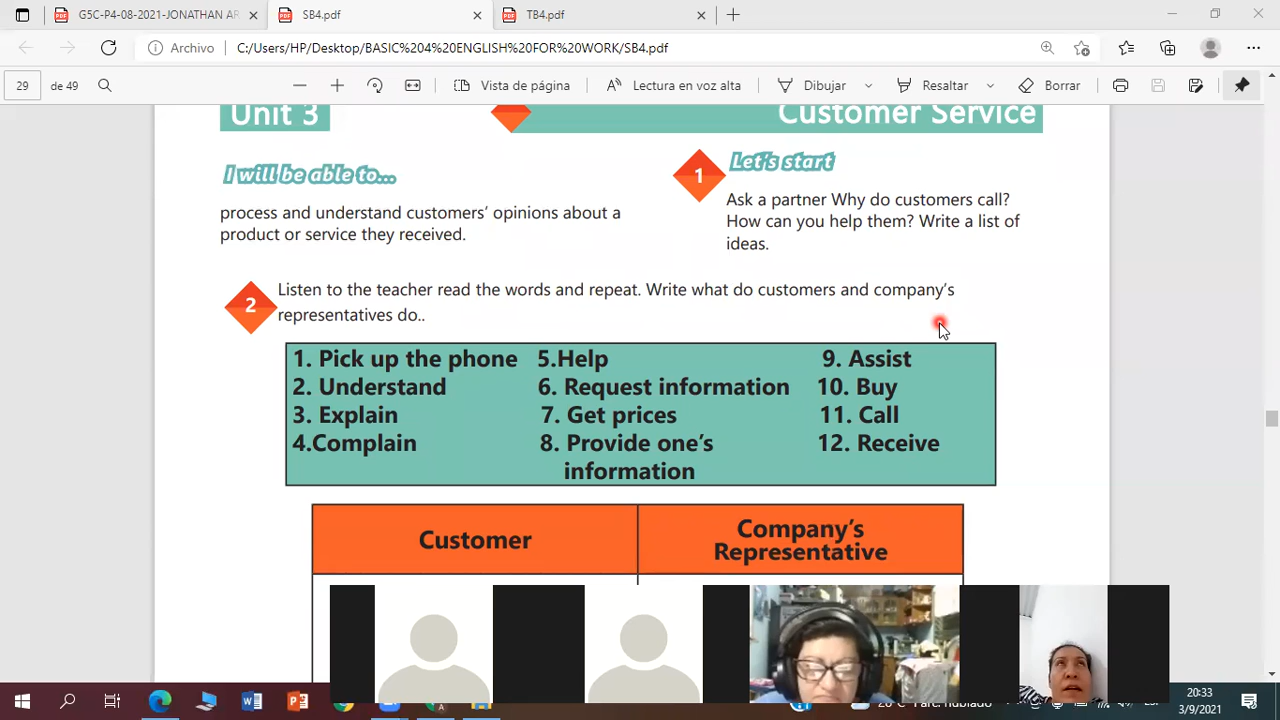 G5C-P4-08-2021-JONATHAN AR
SB4.pdf
TB4.pdf
Archivo
C:/Users/HP/Desktop/BASIC%204%20ENGLISH%20FOR%20WORK/SB4.pdf
29 de 49
Vista de página
Lectura en voz alta
Dibujar
Resaltar
Borrar
Unit 3
Customer Service
I will be able to...
process and understand customers' opinions about a
product or service they received.
1
Let's start
Ask a partner Why do customers call?
How can you help them? Write a list of
ideas.
2
Listen to the teacher read the words and repeat. Write what do customers and company's
representatives do..
1. Pick up the phone
2. Understand
3. Explain
4.Complain
5.Help
6. Request information
7. Get prices
8. Provide one's
information
9. Assist
10. Buy
11. Call
12. Receive
Customer
Company's
Representative
20:33
3/9/2021